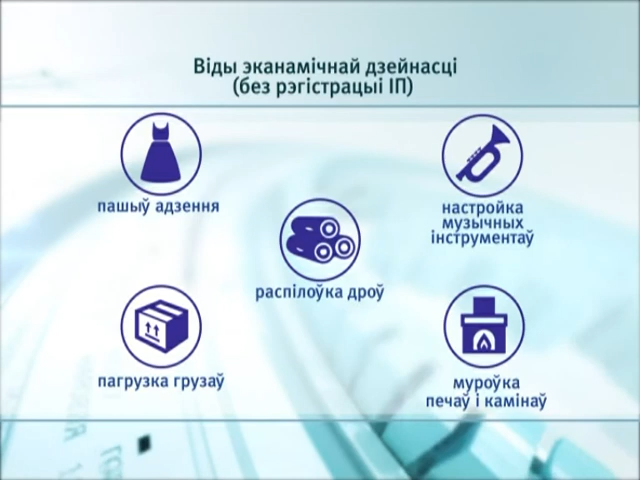 Віды эканамічнай дзейнасці
(без рэгістрацыі ІП)
пашыў адзення
настройка
музычных
інструментаў
распілоўка дроў
пагрузка грузаў
муроўка
печаў і камінаў